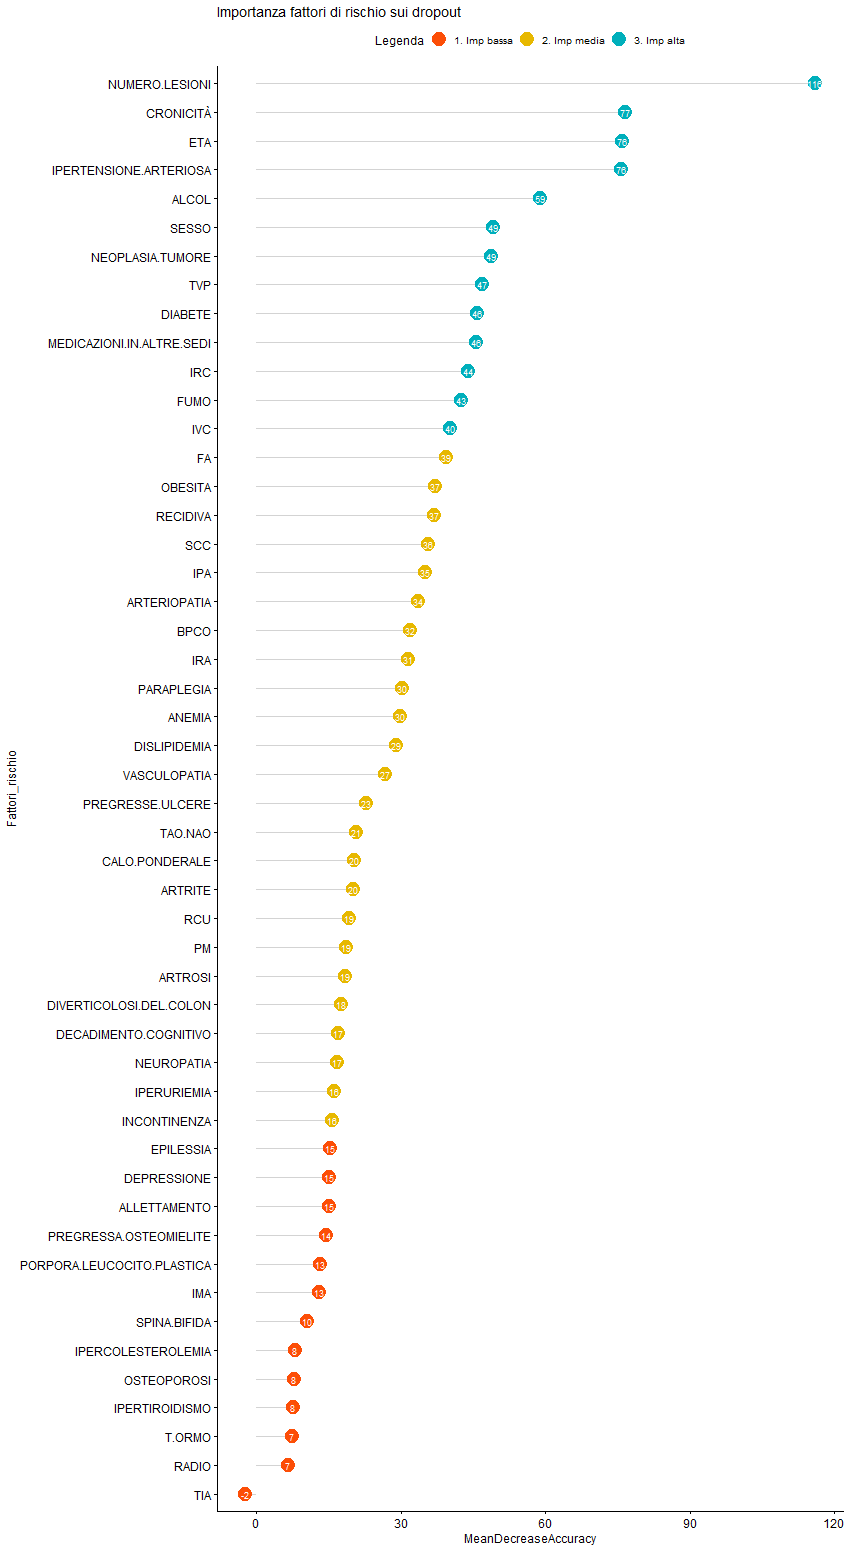 Importanza fattori di rischio sui dropout
Legenda 1. Imp bassa 2. Imp media 3. Imp alta
NUMERO.LESIONI 116
CRONICITÀ 77
ETA 76
IPERTENSIONE.ARTERIOSA 76
ALCOL 59
SESSO 49
NEOPLASIA.TUMORE 49
TVP 47
DIABETE 46
MEDICAZIONI.IN.ALTRE.SEDI 46
IRC 44
FUMO 43
IVC 40
FA 39
OBESITA 37
RECIDIVA 37
SCC 36
IPA 35
ARTERIOPATIA 34
BPCO 32
IRA 31
PARAPLEGIA 30
ANEMIA 30
DISLIPIDEMIA 29
VASCULOPATIA 27
PREGRESSE.ULCERE 23
TAO.NAO 21
CALO.PONDERALE 20
ARTRITE 20
RCU 19
PM 19
ARTROSI 19
DIVERTICOLOSI.DEL.COLON 18
DECADIMENTO.COGNITIVO 17
NEUROPATIA 17
IPERURIEMIA 16
INCONTINENZA 16
EPILESSIA 15
DEPRESSIONE 15
ALLETTAMENTO 15
PREGRESSA.OSTEOMIELITE 14
PORPORA.LEUCOCITO.PLASTICA 13
IMA 13
SPINA.BIFIDA 10
IPERCOLESTEROLEMIA 8
OSTEOPOROSI 8
IPERTIROIDISMO 8
T.ORMO 7
RADIO 7
TIA -2
Fattori_rischio
0 30 60 90 120
MeanDecreaseAccuracy